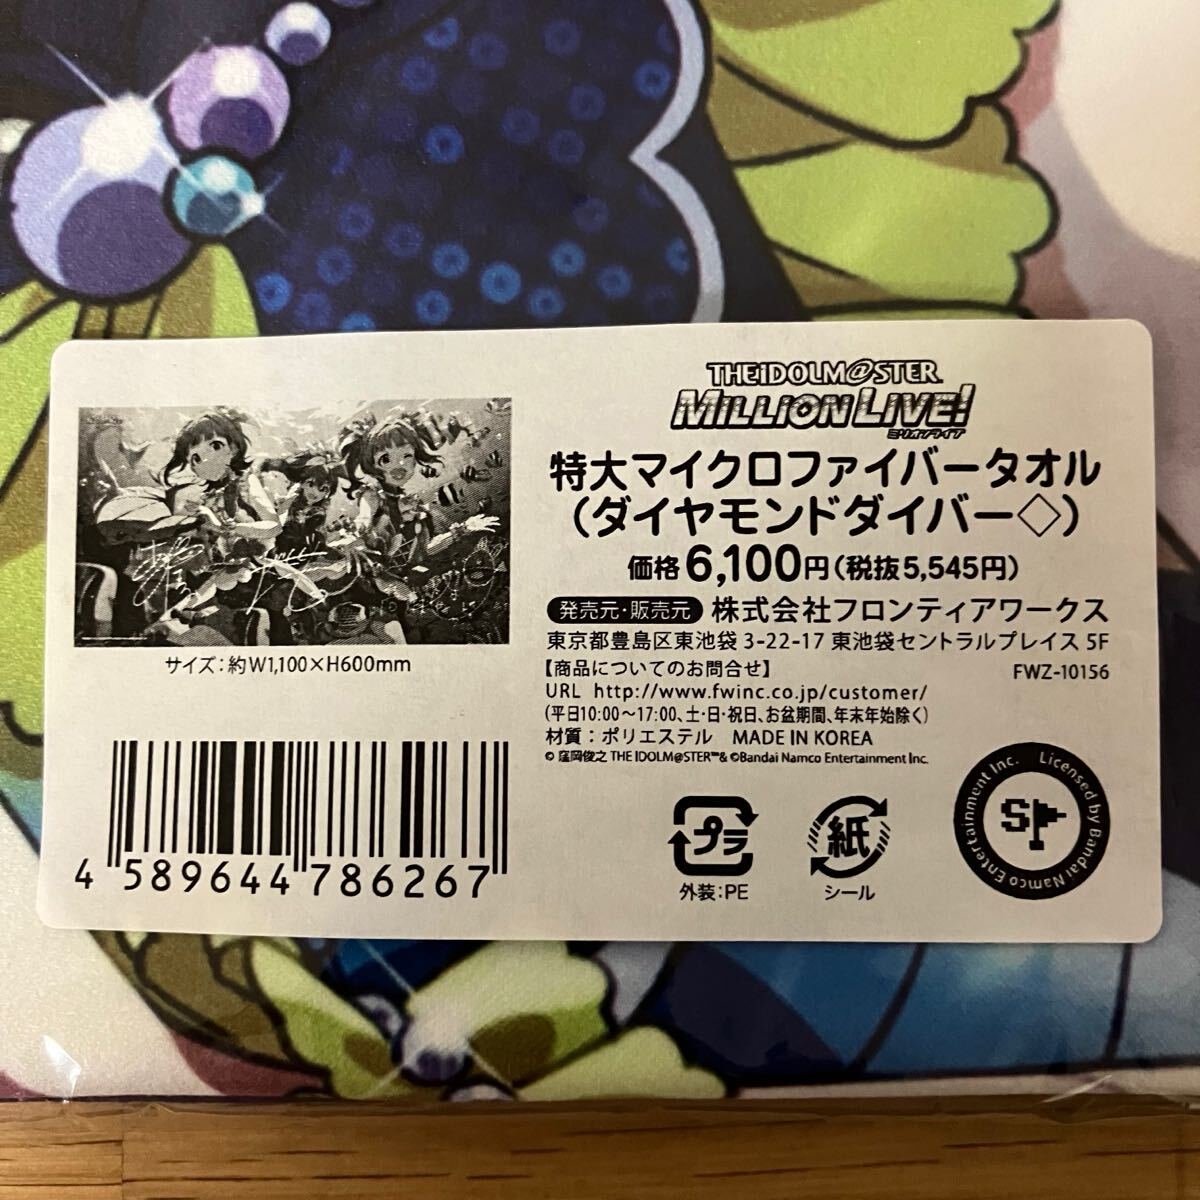 THE iDOLM@STER
MILLION LIVE!
ミリオンライブ
特大マイクロファイバータオル
(ダイヤモンドダイバー◇)
価格6,100円(税抜5,545円)
発売元・販売元 株式会社フロンティアワークス
東京都豊島区東池袋 3-22-17 東池袋セントラルプレイス 5F
【商品についてのお問合せ】 FWZ-10156
URL http://www.fwinc.co.jp/customer/
(平日10:00～17:00、土・日・祝日、お盆期間、年末年始除く)
材質：ポリエステル MADE IN KOREA
© 窪岡俊之 THE IDOLM@STER™& ©Bandai Namco Entertainment Inc.
サイズ：約W1,100×H600mm
4 589644 786267
プラ
外装：PE
紙
シール
Licensed by Bandai Namco Entertainment Inc.
S